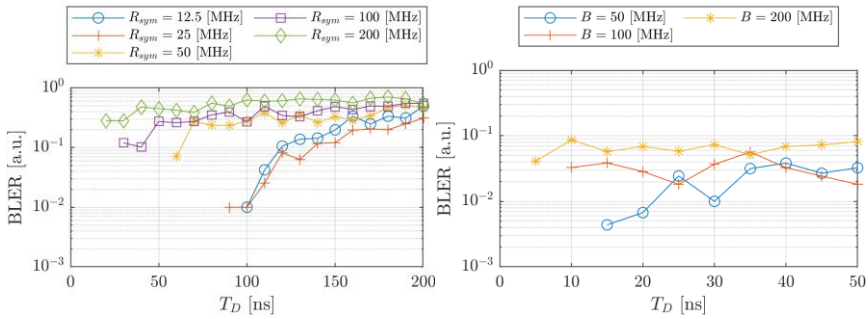 R_sym = 12.5 [MHz] R_sym = 100 [MHz]
R_sym = 25 [MHz] R_sym = 200 [MHz]
R_sym = 50 [MHz]
10^0
10^-1
10^-2
10^-3
BLER [a.u.]
0 50 100 150 200
T_D [ns]
B = 50 [MHz] B = 200 [MHz]
B = 100 [MHz]
10^0
10^-1
10^-2
10^-3
BLER [a.u.]
0 10 20 30 40 50
T_D [ns]